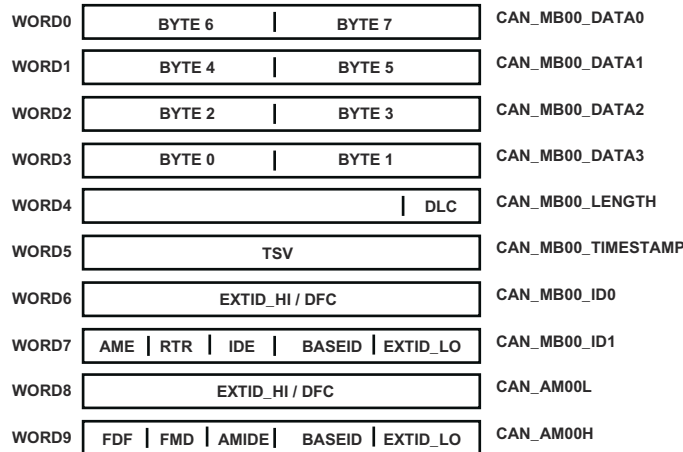 WORD0 BYTE 6 BYTE 7 CAN_MB00_DATA0
WORD1 BYTE 4 BYTE 5 CAN_MB00_DATA1
WORD2 BYTE 2 BYTE 3 CAN_MB00_DATA2
WORD3 BYTE 0 BYTE 1 CAN_MB00_DATA3
WORD4 DLC CAN_MB00_LENGTH
WORD5 TSV CAN_MB00_TIMESTAMP
WORD6 EXTID_HI / DFC CAN_MB00_ID0
WORD7 AME RTR IDE BASEID EXTID_LO CAN_MB00_ID1
WORD8 EXTID_HI / DFC CAN_AM00L
WORD9 FDF FMD AMIDE BASEID EXTID_LO CAN_AM00H